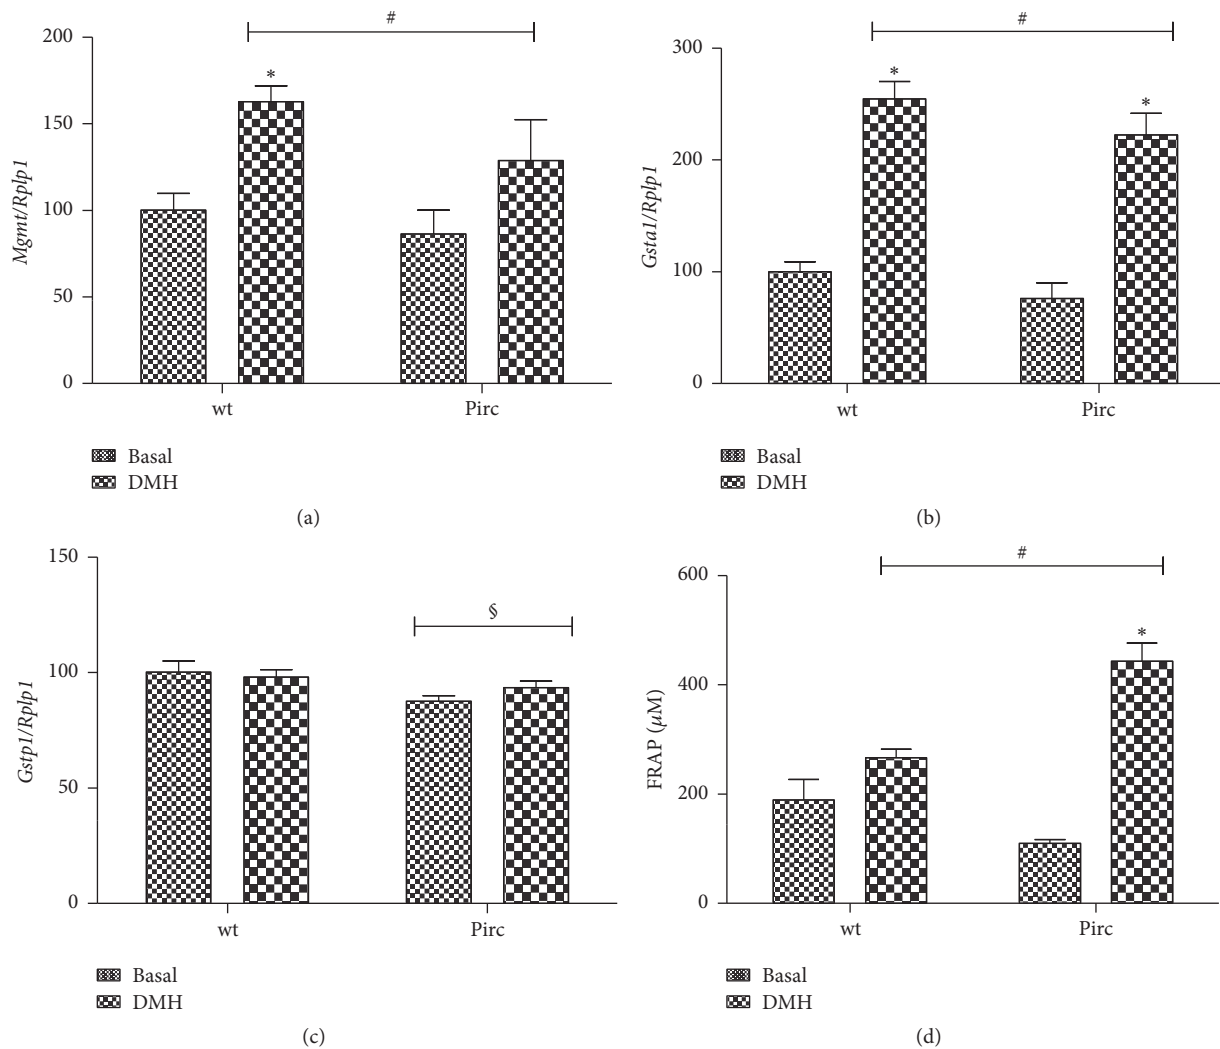 #
200
*
150
Mgmt/Rplp1
100
50
0
wt
Pirc
Basal
DMH
(a)
#
300
*
*
200
Gsta1/Rplp1
100
0
wt
Pirc
Basal
DMH
(b)
150
§
100
Gstp1/Rplp1
50
0
wt
Pirc
Basal
DMH
(c)
#
600
*
400
FRAP (μM)
200
0
wt
Pirc
Basal
DMH
(d)